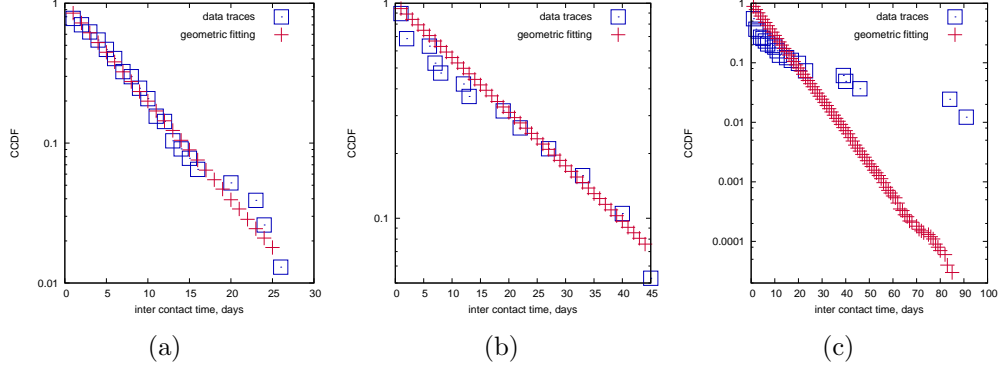 1
0.1
0.01
0 5 10 15 20 25 30
CCDF
inter contact time, days
data traces
geometric fitting
(a)
1
0.1
0 5 10 15 20 25 30 35 40 45
CCDF
inter contact time, days
data traces
geometric fitting
(b)
1
0.1
0.01
0.001
0.0001
0 10 20 30 40 50 60 70 80 90 100
CCDF
inter contact time, days
data traces
geometric fitting
(c)